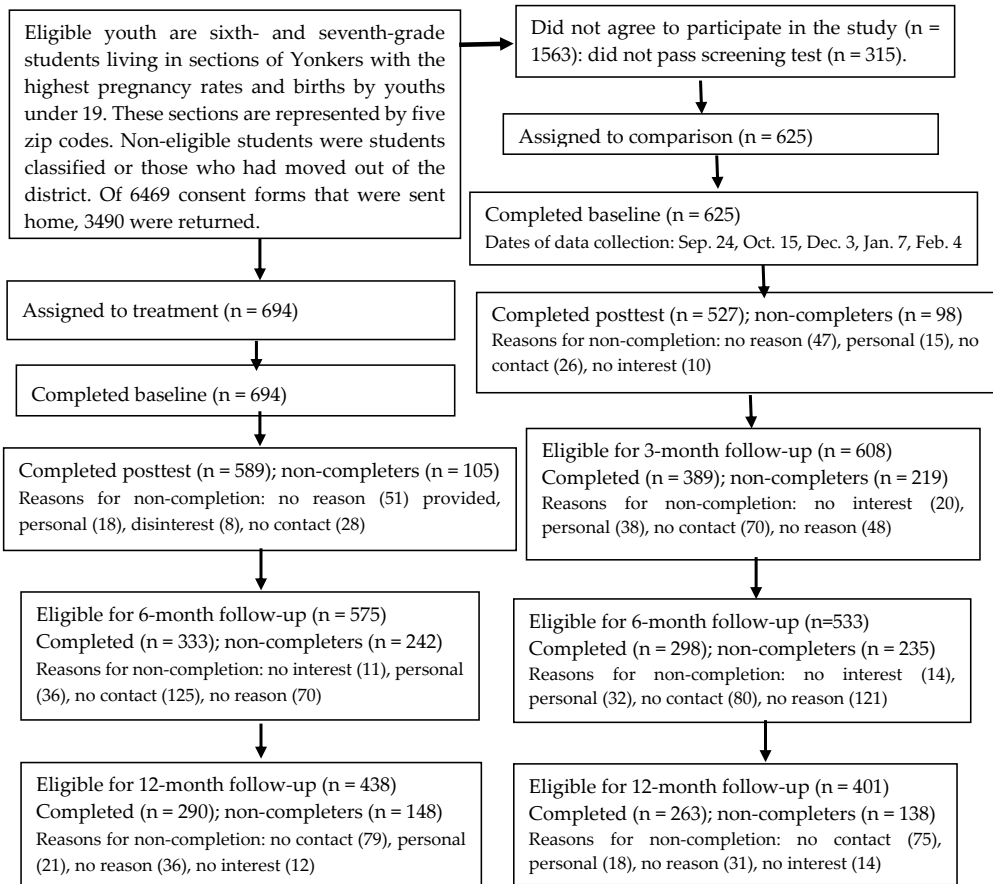 Eligible youth are sixth- and seventh-grade
students living in sections of Yonkers with the
highest pregnancy rates and births by youths
under 19. These sections are represented by five
zip codes. Non-eligible students were students
classified or those who had moved out of the
district. Of 6469 consent forms that were sent
home, 3490 were returned.
Did not agree to participate in the study (n =
1563): did not pass screening test (n = 315).
Assigned to comparison (n = 625)
Completed baseline (n = 625)
Dates of data collection: Sep. 24, Oct. 15, Dec. 3, Jan. 7, Feb. 4
Assigned to treatment (n = 694)
Completed posttest (n = 527); non-completers (n = 98)
Reasons for non-completion: no reason (47), personal (15), no
contact (26), no interest (10)
Completed baseline (n = 694)
Completed posttest (n = 589); non-completers (n = 105)
Reasons for non-completion: no reason (51) provided,
personal (18), disinterest (8), no contact (28)
Eligible for 3-month follow-up (n = 608)
Completed (n = 389); non-completers (n = 219)
Reasons for non-completion: no interest (20),
personal (38), no contact (70), no reason (48)
Eligible for 6-month follow-up (n = 575)
Completed (n = 333); non-completers (n = 242)
Reasons for non-completion: no interest (11), personal
(36), no contact (125), no reason (70)
Eligible for 6-month follow-up (n=533)
Completed (n = 298); non-completers (n = 235)
Reasons for non-completion: no interest (14),
personal (32), no contact (80), no reason (121)
Eligible for 12-month follow-up (n = 438)
Completed (n = 290); non-completers (n = 148)
Reasons for non-completion: no contact (79), personal
(21), no reason (36), no interest (12)
Eligible for 12-month follow-up (n = 401)
Completed (n = 263); non-completers (n = 138)
Reasons for non-completion: no contact (75),
personal (18), no reason (31), no interest (14)